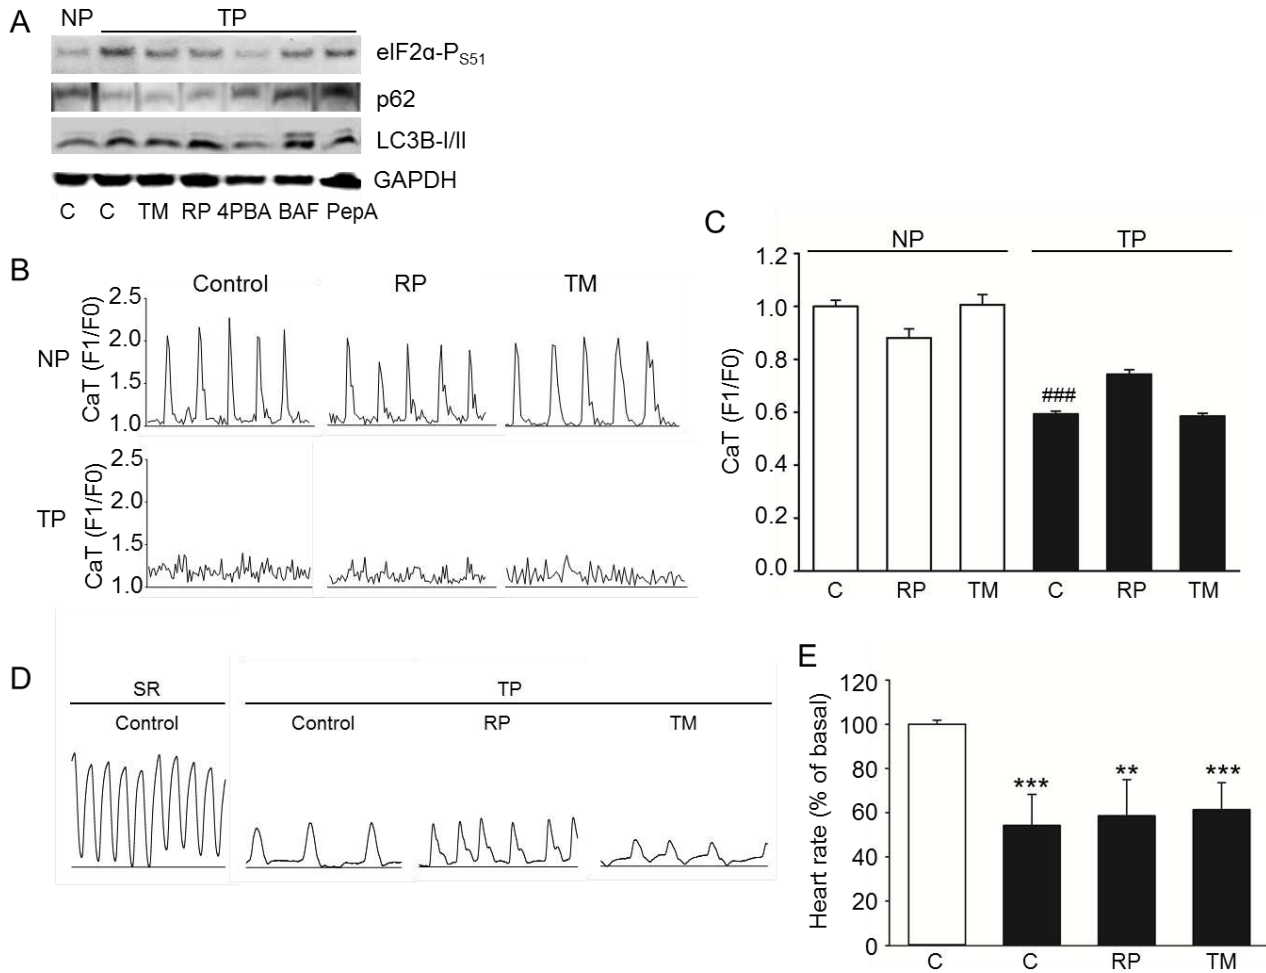 A
NP TP
eIF2α-PS51
p62
LC3B-I/II
GAPDH
C C TM RP 4PBA BAF PepA
B
Control RP TM
NP
CaT (F1/F0)
2.5
2.0
1.5
1.0
TP
CaT (F1/F0)
2.5
2.0
1.5
1.0
C
NP TP
CaT (F1/F0)
1.2
1.0
0.8
0.6
0.4
0.2
0.0
###
C RP TM C RP TM
D
SR TP
Control Control RP TM
E
Heart rate (% of basal)
120
100
80
60
40
20
0
*** ** ***
C C RP TM